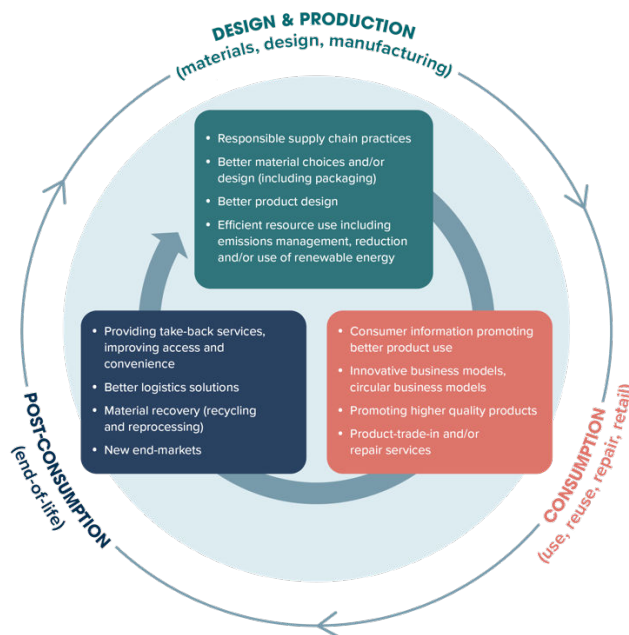 DESIGN & PRODUCTION
(materials, design, manufacturing)
• Responsible supply chain practices
• Better material choices and/or
design (including packaging)
• Better product design
• Efficient resource use including
emissions management, reduction
and/or use of renewable energy
• Providing take-back services,
improving access and
convenience
• Better logistics solutions
• Material recovery (recycling
and reprocessing)
• New end-markets
• Consumer information promoting
better product use
• Innovative business models,
circular business models
• Promoting higher quality products
• Product-trade-in and/or
repair services
POST-CONSUMPTION
(end-of-life)
CONSUMPTION
(use, reuse, repair, retail)